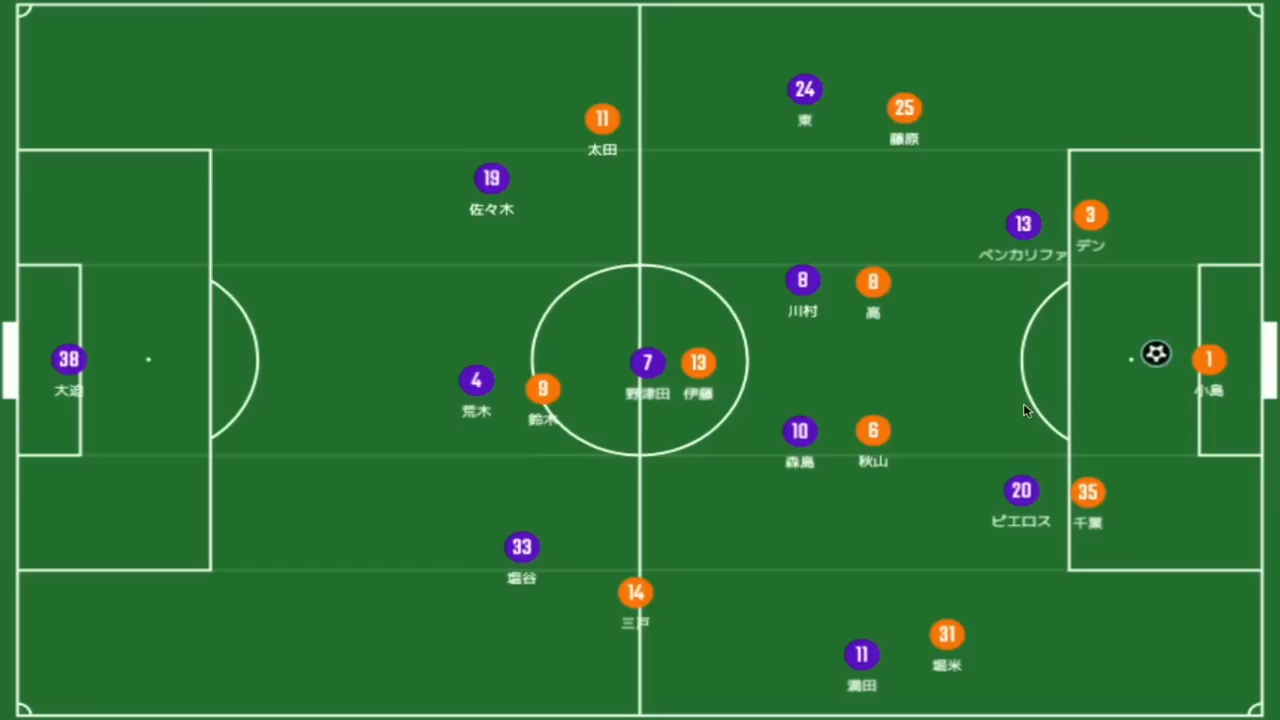 24
東
25
藤原
11
太田
19
佐々木
13
ベンカリファ
3
デン
8
川村
8
高
38
大迫
7
野津田
13
伊藤
1
小島
4
荒木
9
鈴木
10
森島
6
秋山
20
ピエロス
35
千葉
33
塩谷
14
三戸
31
堀米
11
満田